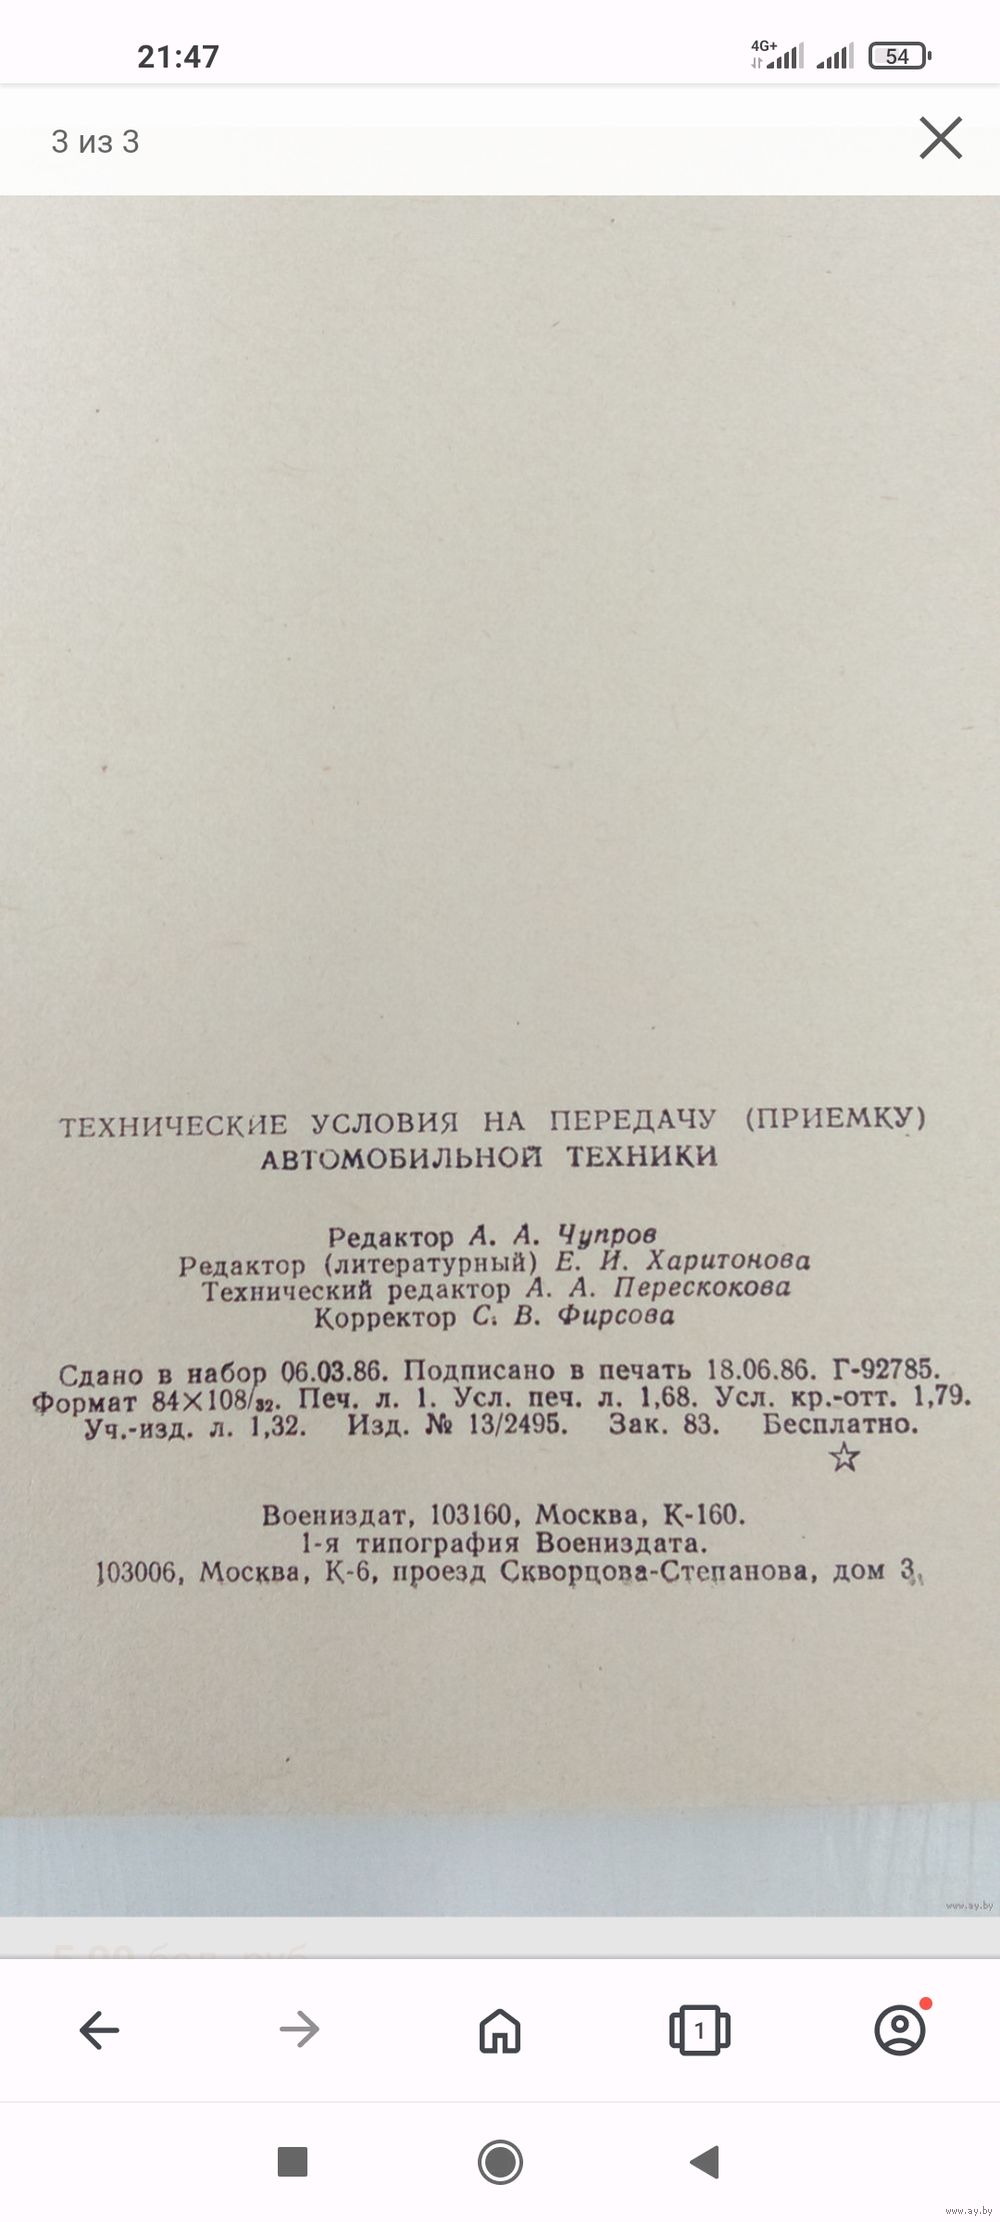 21:47
4G+
54
3 из 3
ТЕХНИЧЕСКИЕ УСЛОВИЯ НА ПЕРЕДАЧУ (ПРИЕМКУ)
АВТОМОБИЛЬНОЙ ТЕХНИКИ
Редактор А. А. Чупров
Редактор (литературный) Е. И. Харитонова
Технический редактор А. А. Перескокова
Корректор С. В. Фирсова
Сдано в набор 06.03.86. Подписано в печать 18.06.86. Г-92785.
Формат 84×108/32. Печ. л. 1. Усл. печ. л. 1,68. Усл. кр.-отт. 1,79.
Уч.-изд. л. 1,32. Изд. № 13/2495. Зак. 83. Бесплатно.
Воениздат, 103160, Москва, К-160.
1-я типография Воениздата.
103006, Москва, К-6, проезд Скворцова-Степанова, дом 3.
www.ay.by
1
www.ay.by